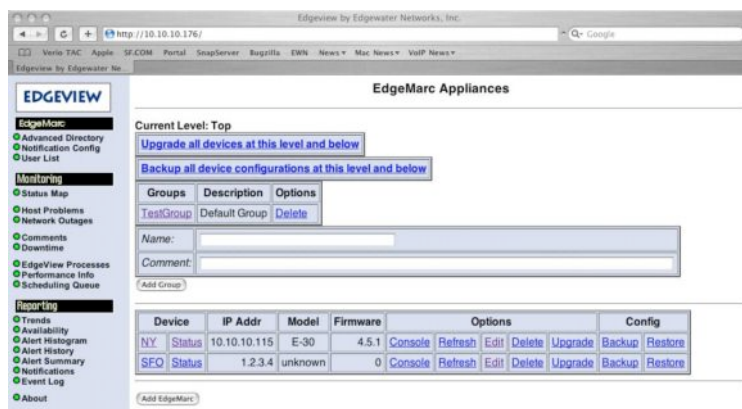 Edgeview by Edgewater Networks, Inc.
http://10.10.10.176/
Google
Verio TAC Apple SF.COM Portal SnapServer Bugzilla EWN News Mac News VoIP News
Edgeview by Edgewater Ne...
EDGEVIEW
EdgeMarc
Advanced Directory
Notification Config
User List
Monitoring
Status Map
Host Problems
Network Outages
Comments
Downtime
EdgeView Processes
Performance Info
Scheduling Queue
Reporting
Trends
Availability
Alert Histogram
Alert History
Alert Summary
Notifications
Event Log
About
EdgeMarc Appliances
Current Level: Top
Upgrade all devices at this level and below
Backup all device configurations at this level and below
Groups Description Options
TestGroup Default Group Delete
Name:
Comment:
Add Group
Device IP Addr Model Firmware Options Config
NY Status 10.10.10.115 E-30 4.5.1 Console Refresh Edit Delete Upgrade Backup Restore
SFO Status 1.2.3.4 unknown 0 Console Refresh Edit Delete Upgrade Backup Restore
Add EdgeMarc